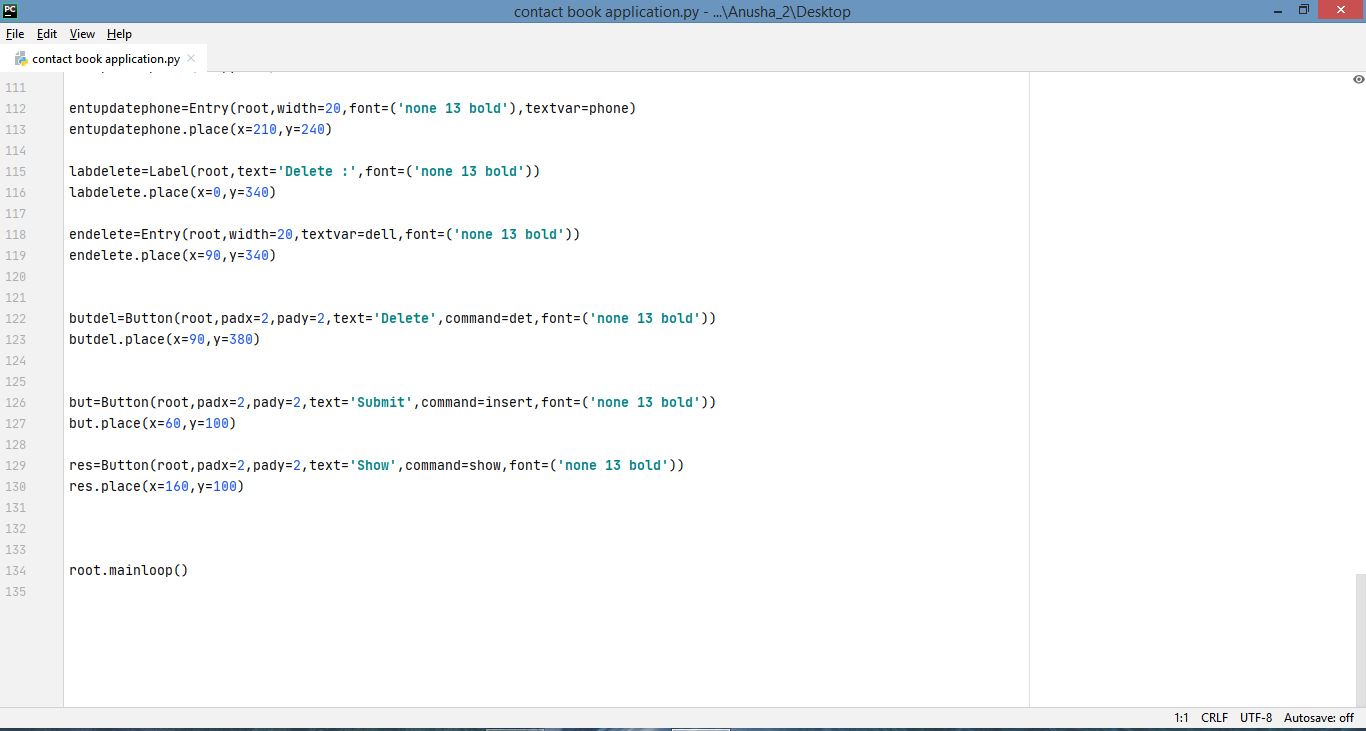 PC
contact book application.py - ...\Anusha_2\Desktop
File Edit View Help
contact book application.py
111
112 entupdatephone=Entry(root,width=20,font=('none 13 bold'),textvar=phone)
113 entupdatephone.place(x=210,y=240)
114
115 labdelete=Label(root,text='Delete :',font=('none 13 bold'))
116 labdelete.place(x=0,y=340)
117
118 endelete=Entry(root,width=20,textvar=dell,font=('none 13 bold'))
119 endelete.place(x=90,y=340)
120
121
122 butdel=Button(root,padx=2,pady=2,text='Delete',command=det,font=('none 13 bold'))
123 butdel.place(x=90,y=380)
124
125
126 but=Button(root,padx=2,pady=2,text='Submit',command=insert,font=('none 13 bold'))
127 but.place(x=60,y=100)
128
129 res=Button(root,padx=2,pady=2,text='Show',command=show,font=('none 13 bold'))
130 res.place(x=160,y=100)
131
132
133
134 root.mainloop()
135
1:1 CRLF UTF-8 Autosave: off